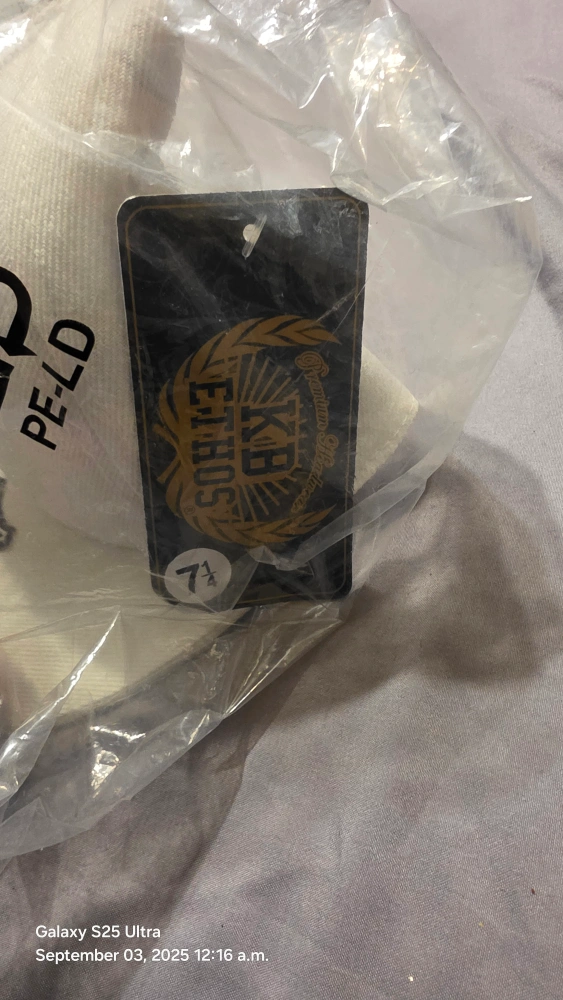 PE-LD
Premium Headwear
KB
ETHOS
7 1/4
Galaxy S25 Ultra
September 03, 2025 12:16 a.m.